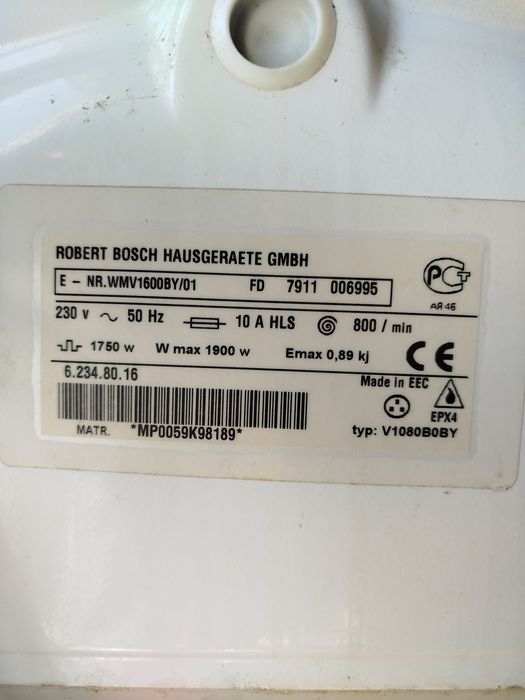 ROBERT BOSCH HAUSGERAETE GMBH
E - NR.WMV1600BY/01 FD 7911 006995
РСТ
АЯ 46
230 v ~ 50 Hz 10 A HLS 800 / min
1750 w W max 1900 w Emax 0,89 kj CE
6.234.80.16
Made in EEC
EPX4
MATR. *MP0059K98189* typ: V1080B0BY